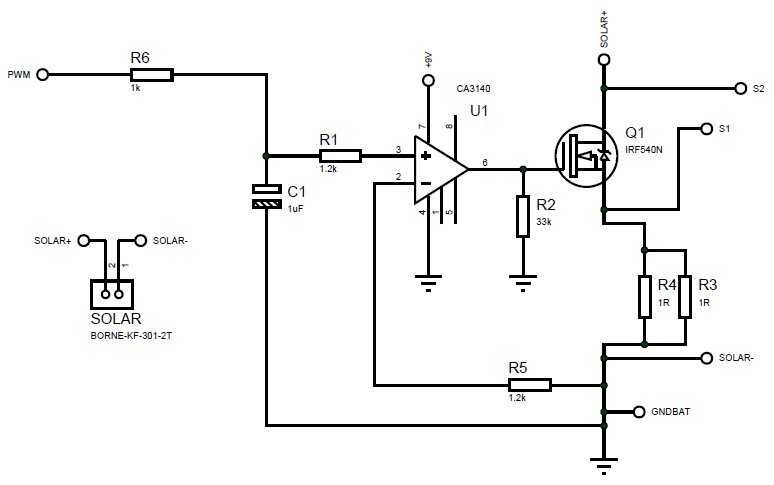 SOLAR+
+9V
R6
PWM
1k
CA3140
U1
S2
7
8
S1
Q1
IRF540N
R1
3
1.2k
6
2
C1
1uF
4
1
5
R2
33k
SOLAR+
SOLAR-
2
1
R4
1R
R3
1R
SOLAR
BORNE-KF-301-2T
SOLAR-
R5
1.2k
GNDBAT